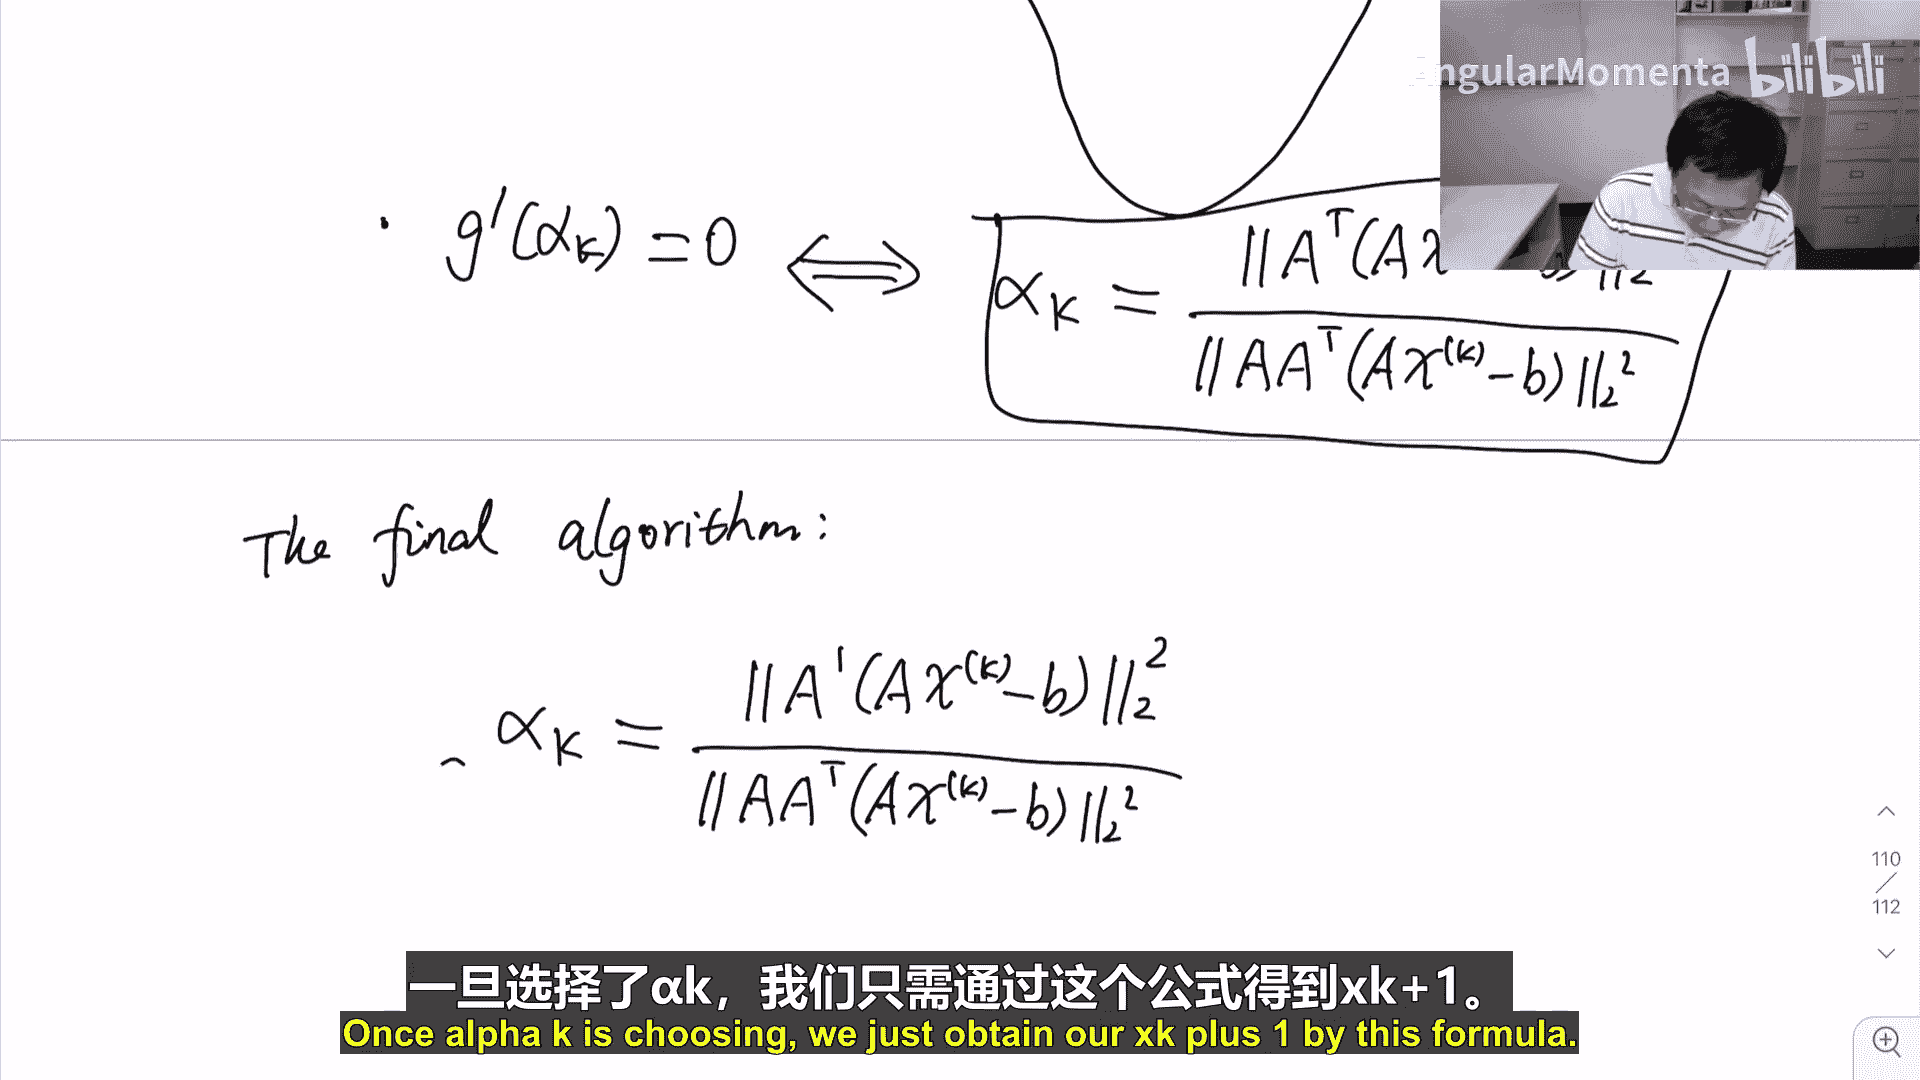 ngularMomenta bilibili
· g'(αₖ) = 0 ⟺ αₖ = ‖Aᵀ(Ax ‖₂
‖AAᵀ(Ax⁽ᵏ⁾ − b)‖₂²
The final algorithm:
αₖ = ‖Aᵀ(Ax⁽ᵏ⁾ − b)‖₂²
‖AAᵀ(Ax⁽ᵏ⁾ − b)‖₂²
110
/
112
一旦选择了αk，我们只需通过这个公式得到xk+1。
Once alpha k is choosing, we just obtain our xk plus 1 by this formula.